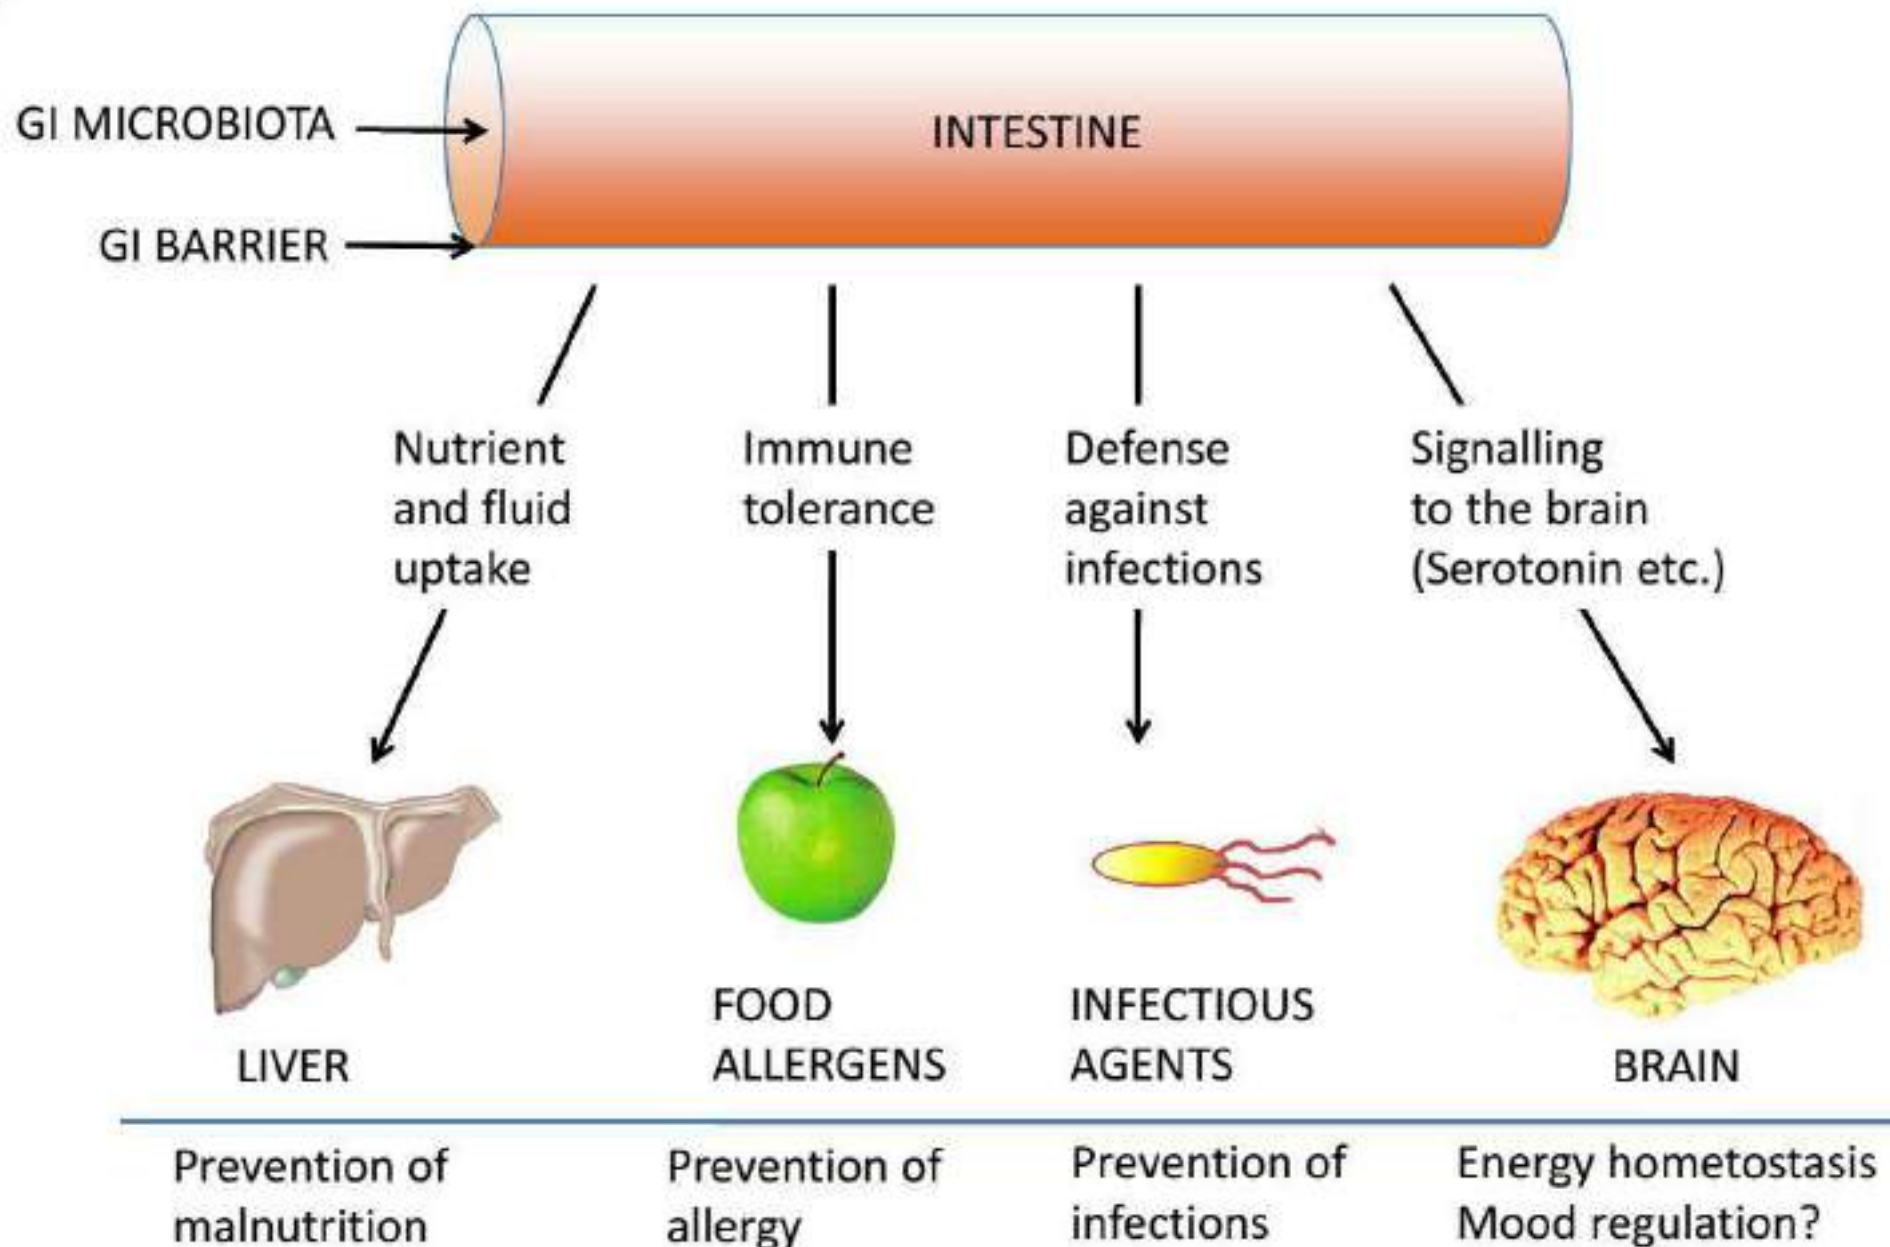 GI MICROBIOTA
INTESTINE
GI BARRIER
Nutrient
and fluid
uptake
Immune
tolerance
Defense
against
infections
Signalling
to the brain
(Serotonin etc.)
LIVER
FOOD
ALLERGENS
INFECTIOUS
AGENTS
BRAIN
Prevention of
malnutrition
Prevention of
allergy
Prevention of
infections
Energy hometostasis
Mood regulation?